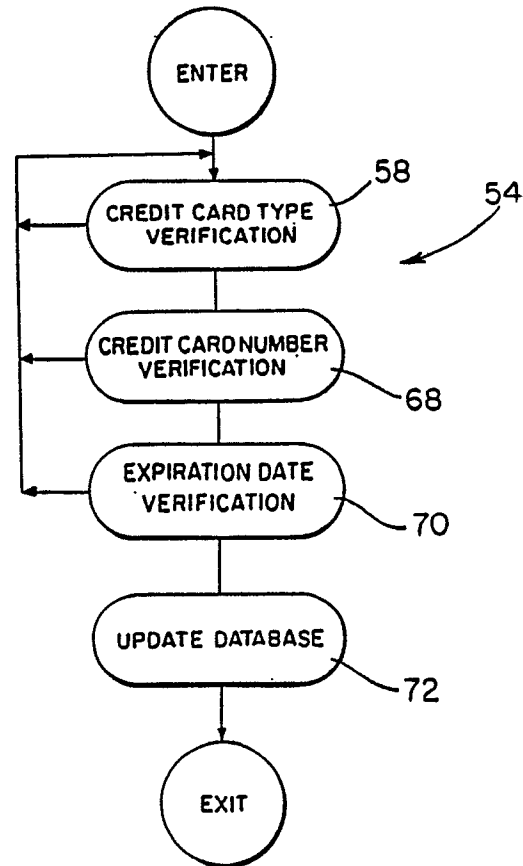 ENTER
58
CREDIT CARD TYPE
VERIFICATION
54
CREDIT CARD NUMBER
VERIFICATION
68
EXPIRATION DATE
VERIFICATION
70
UPDATE DATABASE
72
EXIT